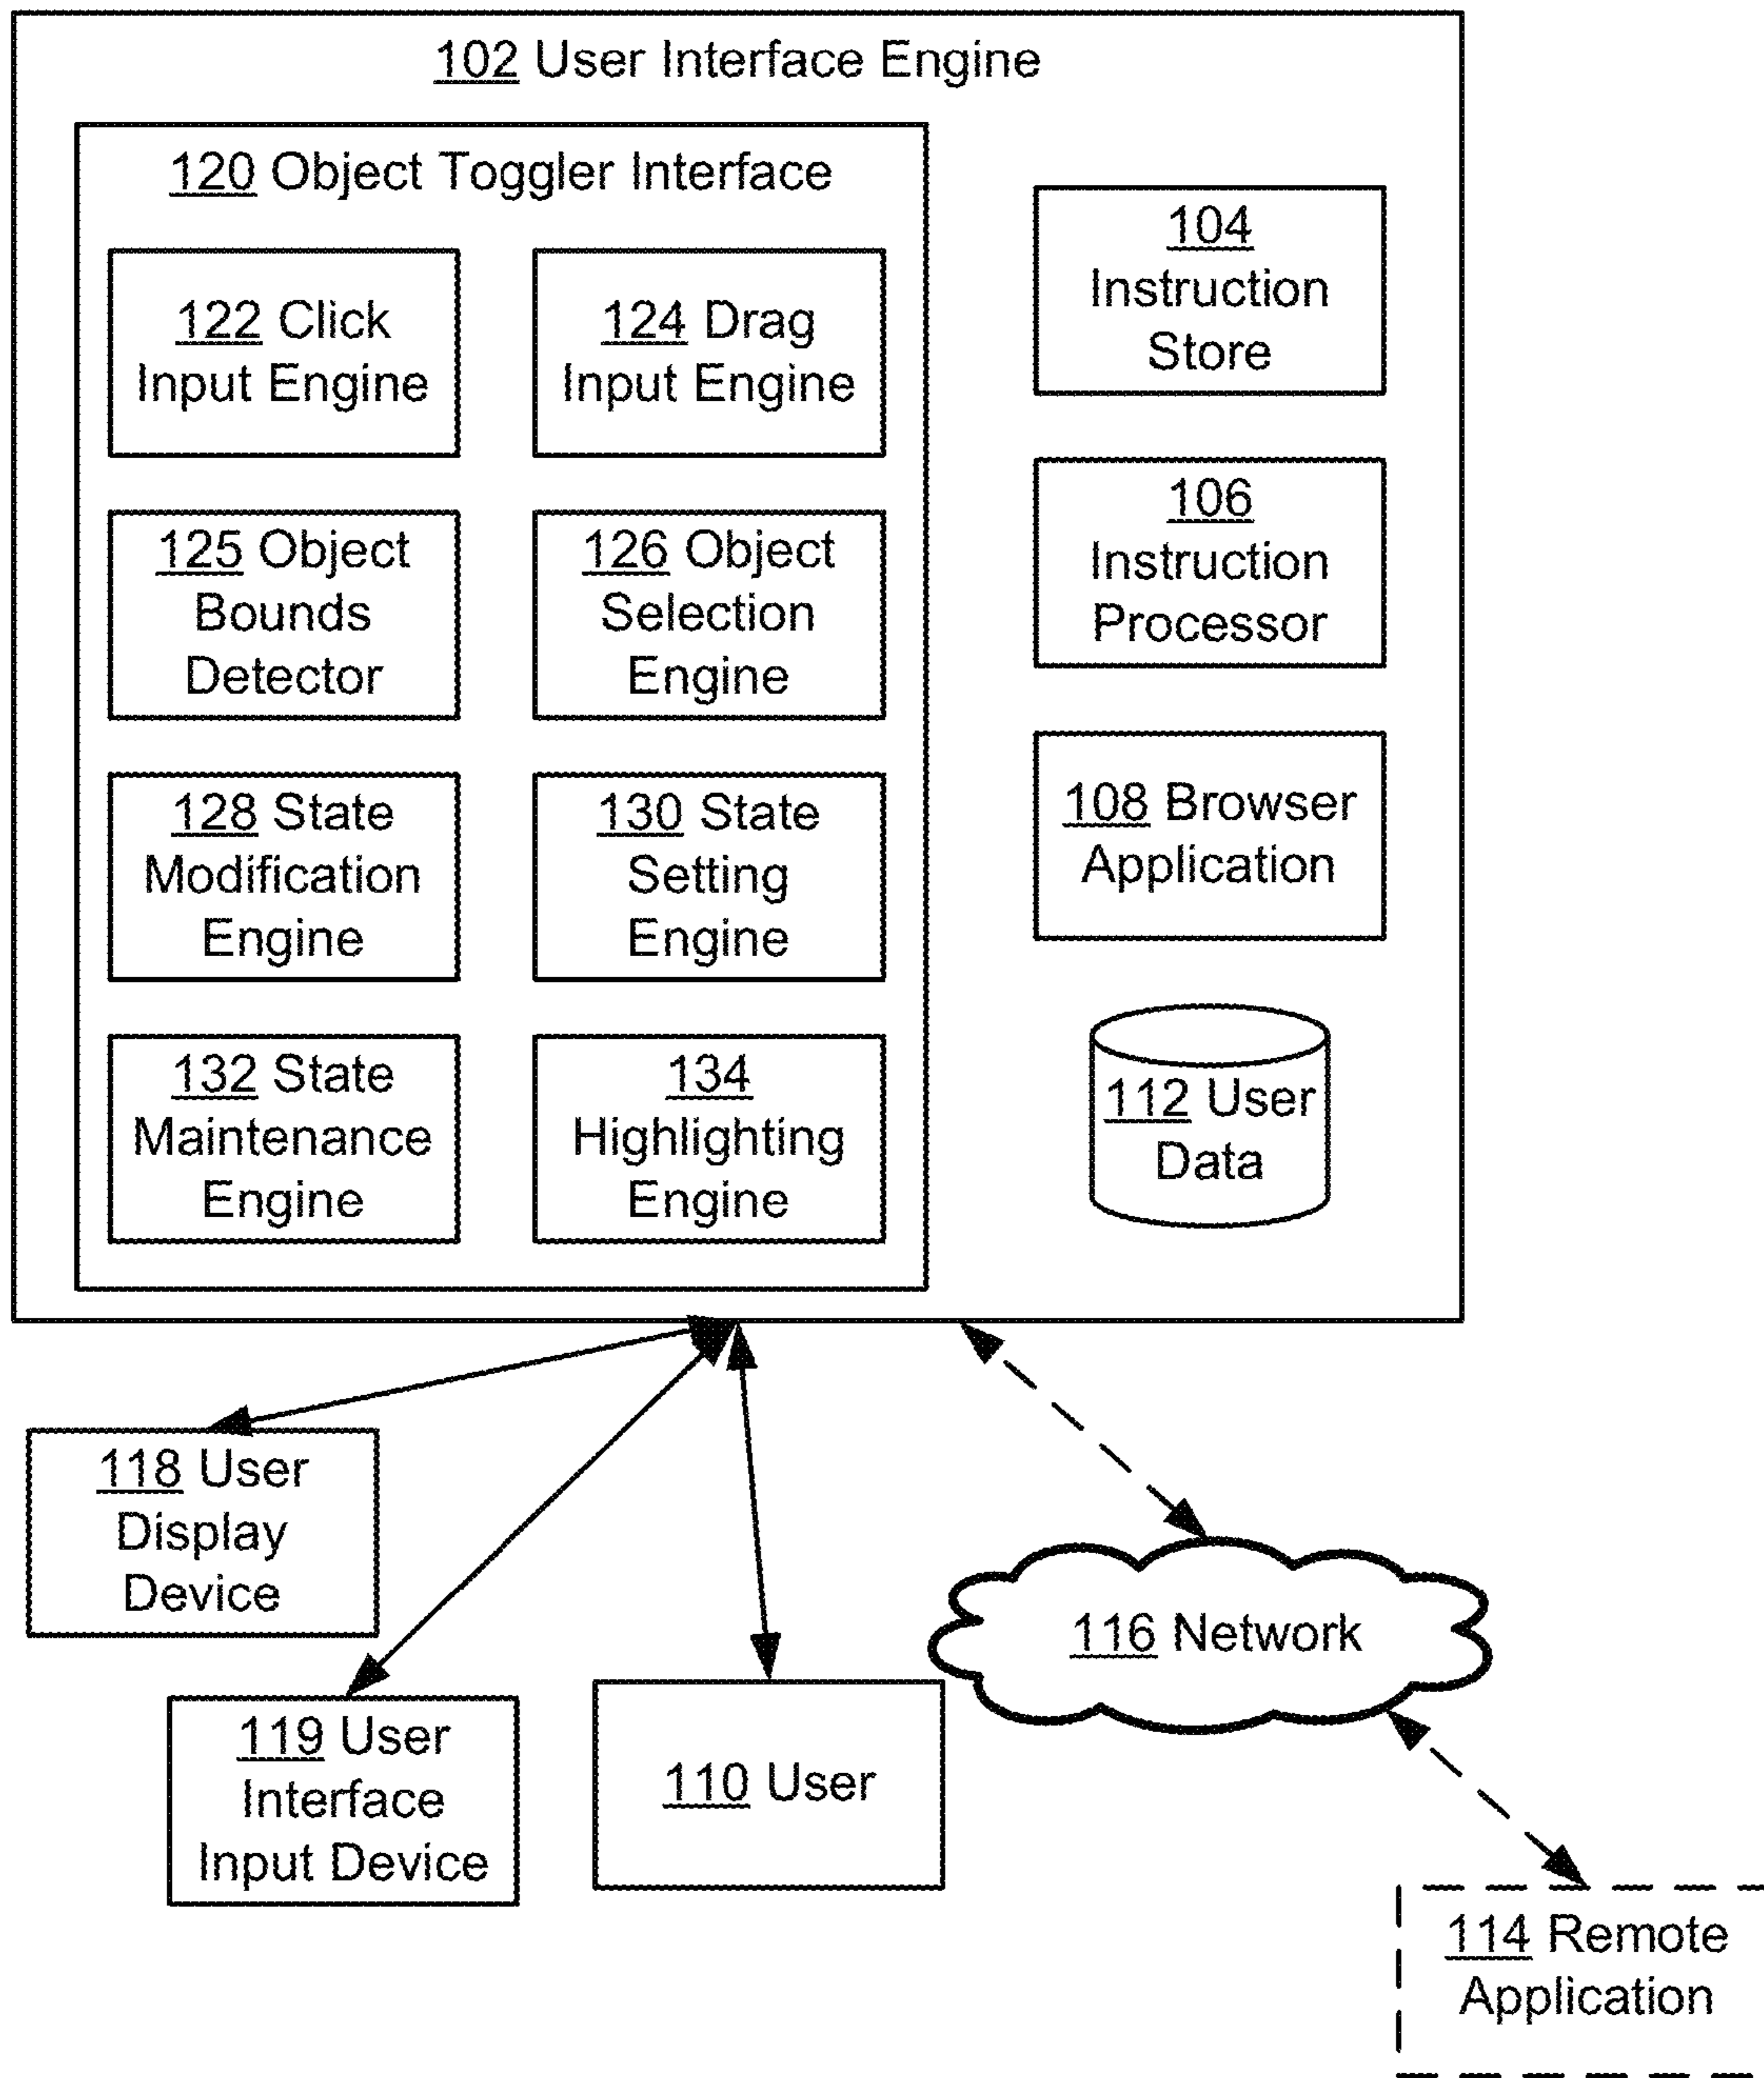 102 User Interface Engine
120 Object Toggler Interface
122 Click
Input Engine
124 Drag
Input Engine
125 Object
Bounds
Detector
126 Object
Selection
Engine
128 State
Modification
Engine
130 State
Setting
Engine
132 State
Maintenance
Engine
134
Highlighting
Engine
104
Instruction
Store
106
Instruction
Processor
108 Browser
Application
112 User
Data
118 User
Display
Device
119 User
Interface
Input Device
110 User
116 Network
114 Remote
Application